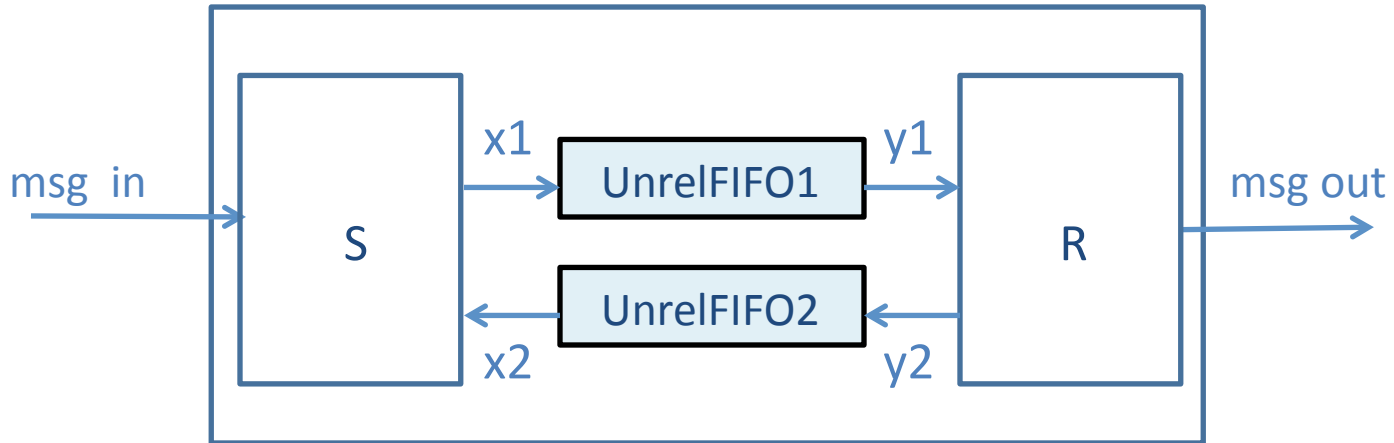 msg in
S
x1
UnrelFIFO1
y1
UnrelFIFO2
x2
y2
R
msg out